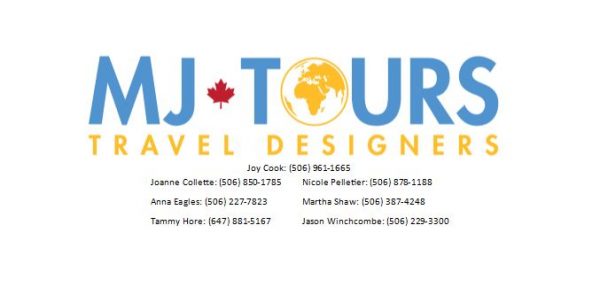 MJ TOURS
TRAVEL DESIGNERS
Joy Cook: (506) 961-1665
Joanne Collette: (506) 850-1785 Nicole Pelletier: (506) 878-1188
Anna Eagles: (506) 227-7823 Martha Shaw: (506) 387-4248
Tammy Hore: (647) 881-5167 Jason Winchcombe: (506) 229-3300